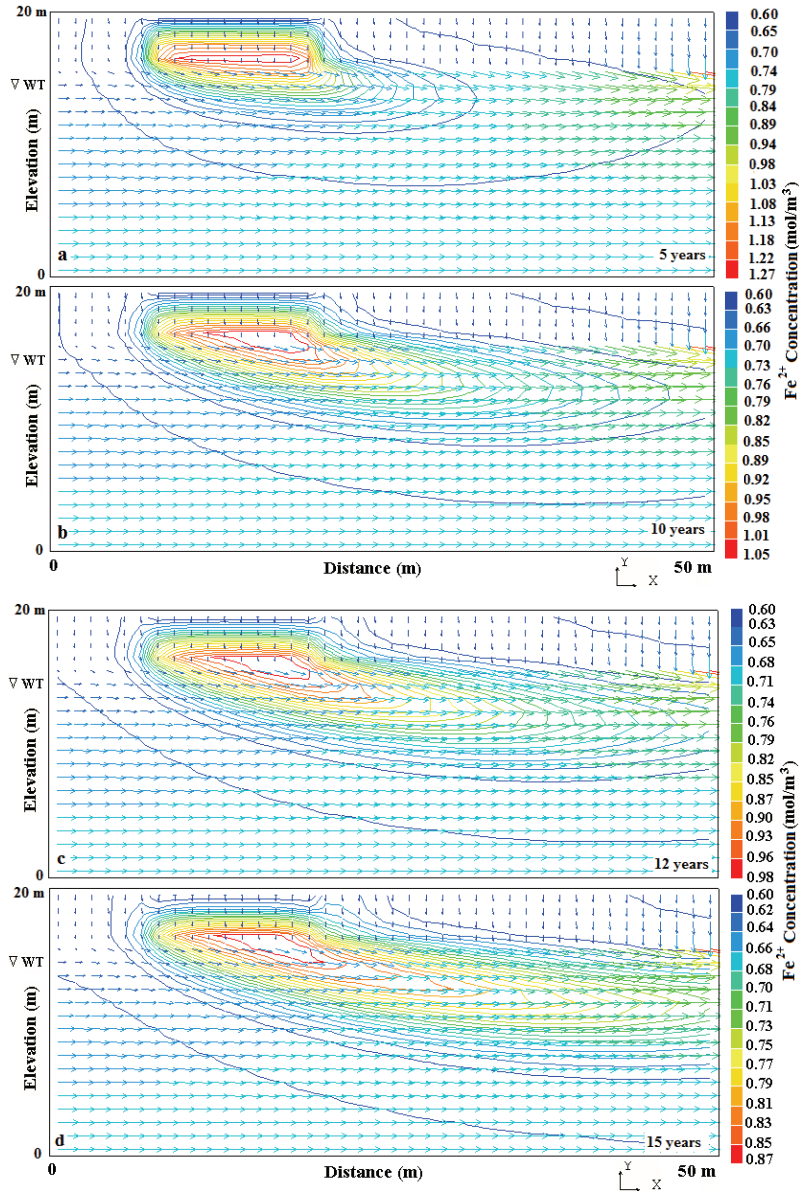 20 m
▽ WT
Elevation (m)
0
a
5 years
0.60
0.65
0.70
0.74
0.79
0.84
0.89
0.94
0.98
1.03
1.08
1.13
1.18
1.22
1.27
20 m
▽ WT
Elevation (m)
0
b
10 years
0.60
0.63
0.66
0.70
0.73
0.76
0.79
0.82
0.85
0.89
0.92
0.95
0.98
1.01
1.05
Fe2+ Concentration (mol/m3)
0
Distance (m)
50 m
Y
X
20 m
▽ WT
Elevation (m)
0
c
12 years
0.60
0.63
0.65
0.68
0.71
0.74
0.76
0.79
0.82
0.85
0.87
0.90
0.93
0.96
0.98
20 m
▽ WT
Elevation (m)
0
d
15 years
0.60
0.62
0.64
0.66
0.68
0.70
0.71
0.73
0.75
0.77
0.79
0.81
0.83
0.85
0.87
Fe2+ Concentration (mol/m3)
0
Distance (m)
50 m
Y
X